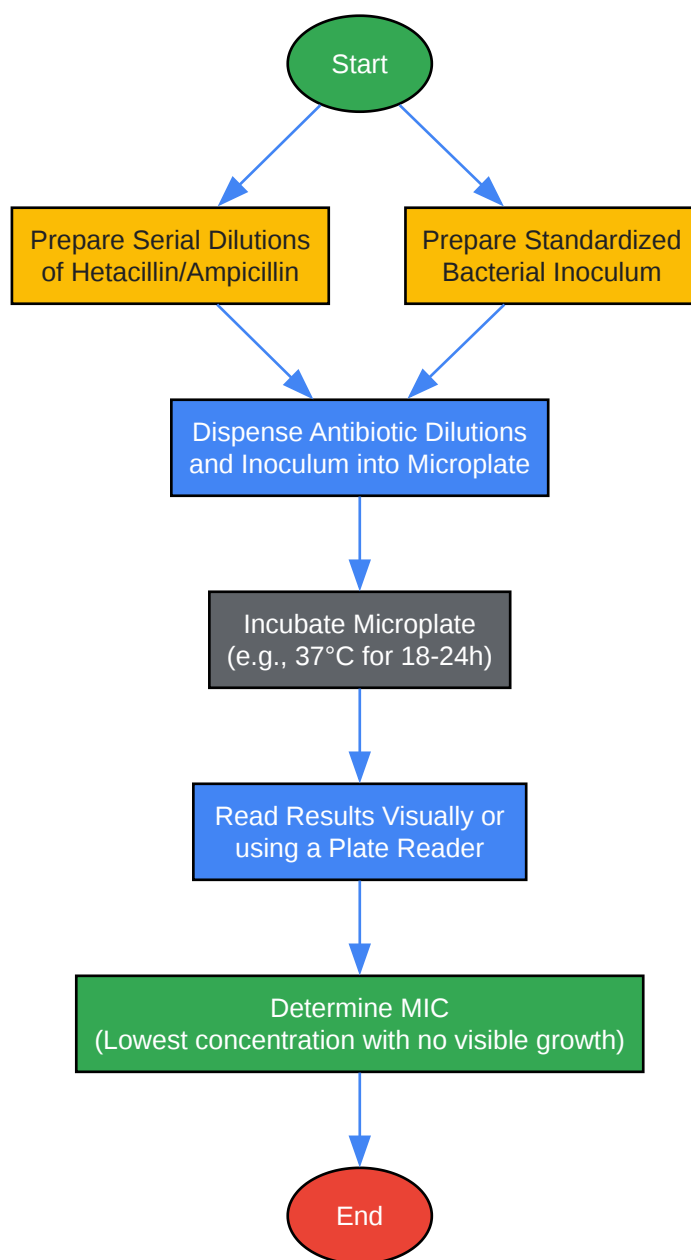 Start
Prepare Serial Dilutions
of Hetacillin/Ampicillin
Prepare Standardized
Bacterial Inoculum
Dispense Antibiotic Dilutions
and Inoculum into Microplate
Incubate Microplate
(e.g., 37°C for 18-24h)
Read Results Visually or
using a Plate Reader
Determine MIC
(Lowest concentration with no visible growth)
End